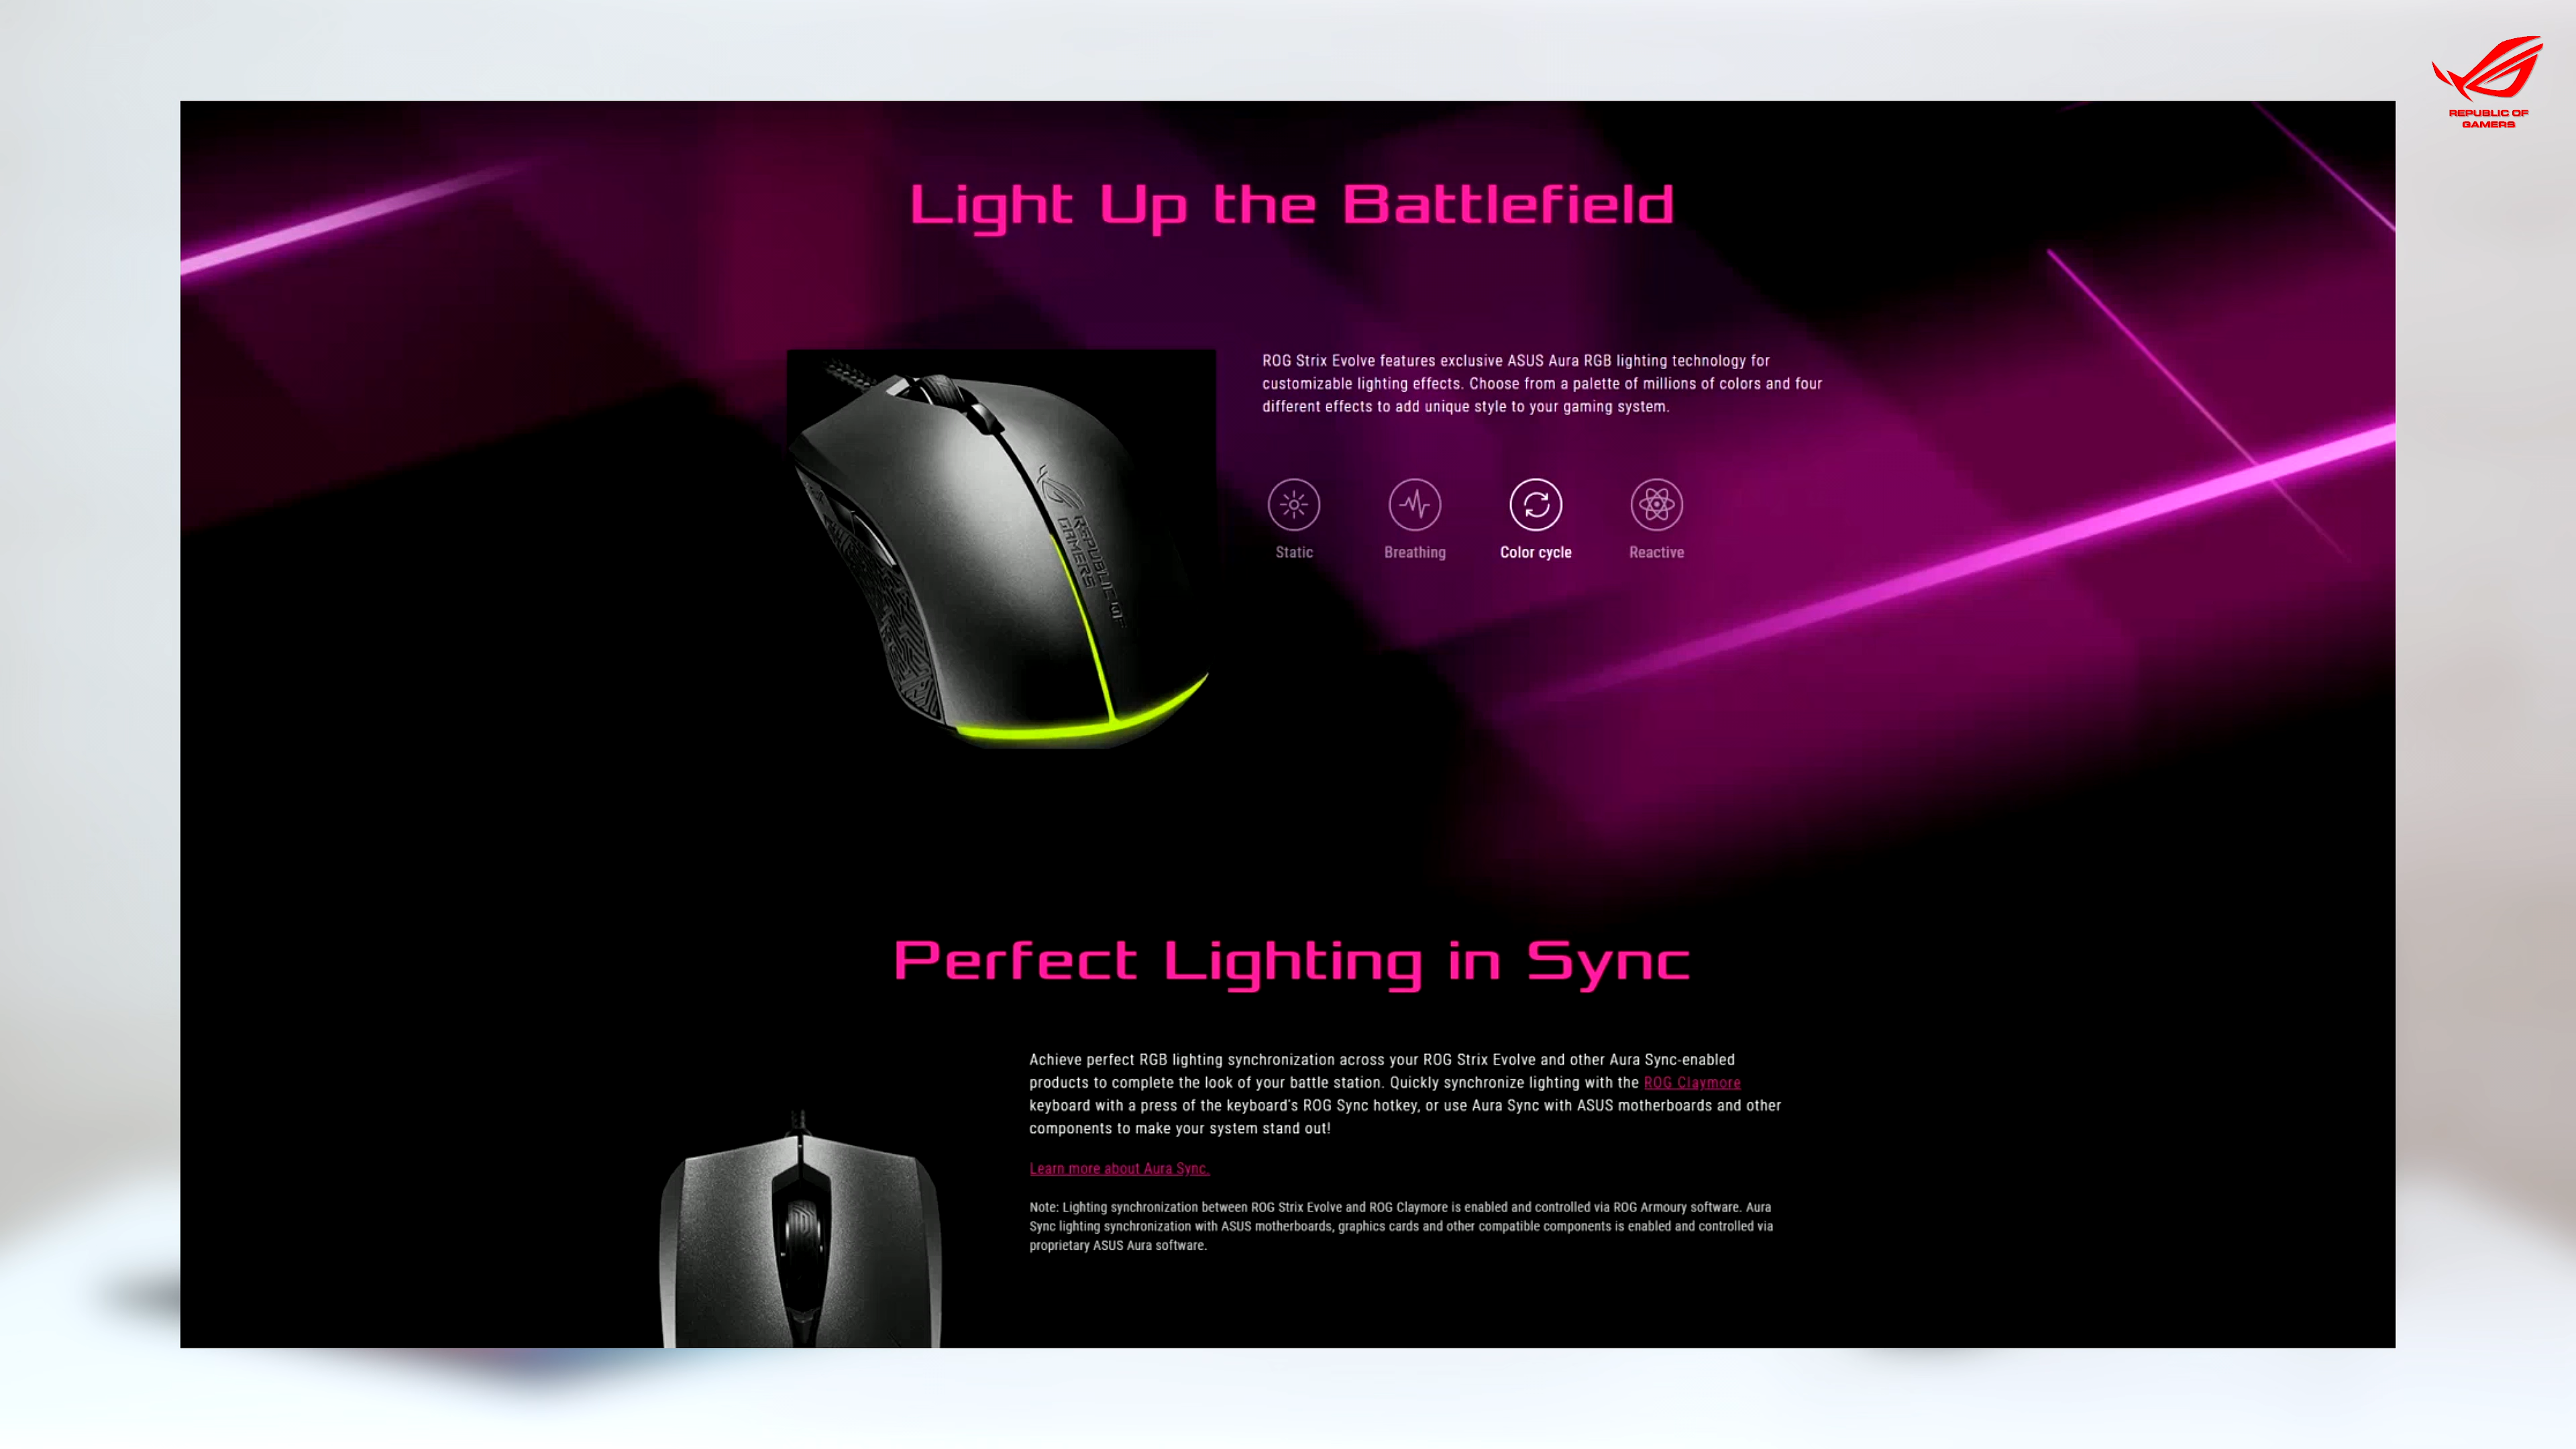 REPUBLIC OF
GAMERS
Light Up the Battlefield
ROG Strix Evolve features exclusive ASUS Aura RGB lighting technology for
customizable lighting effects. Choose from a palette of millions of colors and four
different effects to add unique style to your gaming system.
REPUBLIC OF
GAMERS
Static
Breathing
Color cycle
Reactive
Perfect Lighting in Sync
Achieve perfect RGB lighting synchronization across your ROG Strix Evolve and other Aura Sync-enabled
products to complete the look of your battle station. Quickly synchronize lighting with the ROG Claymore
keyboard with a press of the keyboard's ROG Sync hotkey, or use Aura Sync with ASUS motherboards and other
components to make your system stand out!
Learn more about Aura Sync.
Note: Lighting synchronization between ROG Strix Evolve and ROG Claymore is enabled and controlled via ROG Armoury software. Aura
Sync lighting synchronization with ASUS motherboards, graphics cards and other compatible components is enabled and controlled via
proprietary ASUS Aura software.